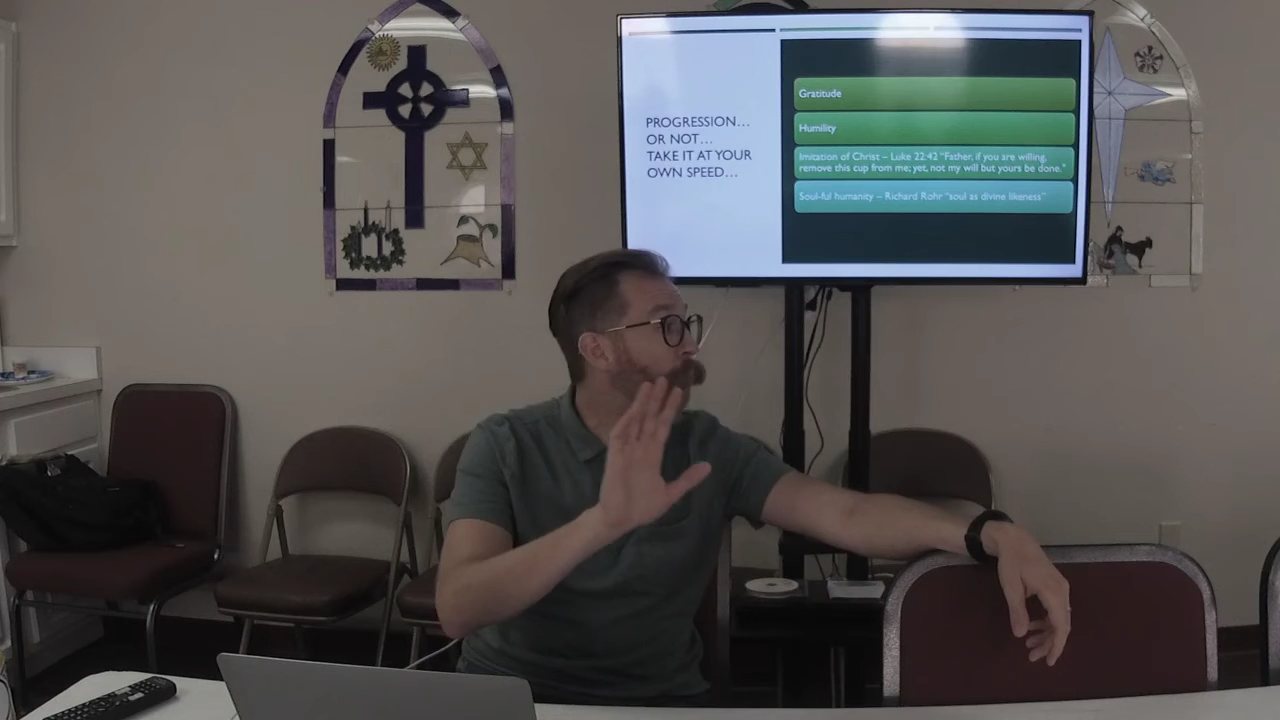 PROGRESSION…
OR NOT…
TAKE IT AT YOUR
OWN SPEED…
Gratitude
Humility
Imitation of Christ – Luke 22:42 “Father, if you are willing,
remove this cup from me; yet, not my will but yours be done.”
Soul-ful humanity – Richard Rohr “soul as divine likeness”